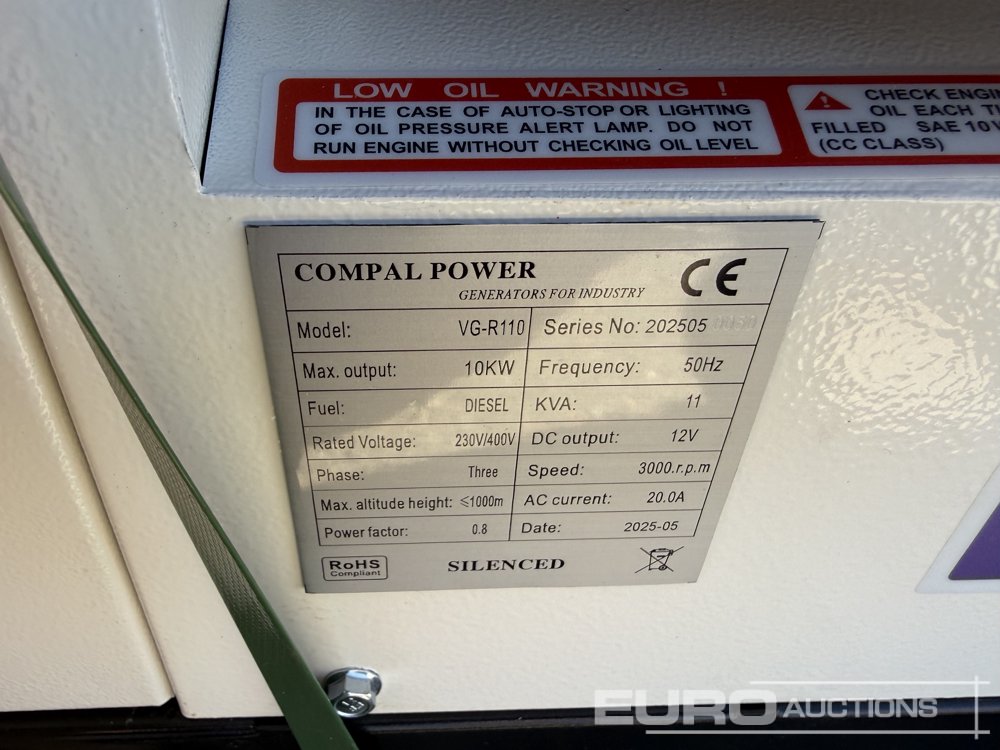 LOW OIL WARNING !
IN THE CASE OF AUTO-STOP OR LIGHTING
OF OIL PRESSURE ALERT LAMP. DO NOT
RUN ENGINE WITHOUT CHECKING OIL LEVEL
CHECK ENGIN
OIL EACH TI
FILLED SAE 10W
(CC CLASS)
COMPAL POWER
GENERATORS FOR INDUSTRY
CE
Model: VG-R110 Series No: 202505
Max. output: 10KW Frequency: 50Hz
Fuel: DIESEL KVA: 11
Rated Voltage: 230V/400V DC output: 12V
Phase: Three Speed: 3000.r.p.m
Max. altitude height: ≤1000m AC current: 20.0A
Power factor: 0.8 Date: 2025-05
RoHS
Compliant
SILENCED
EURO AUCTIONS